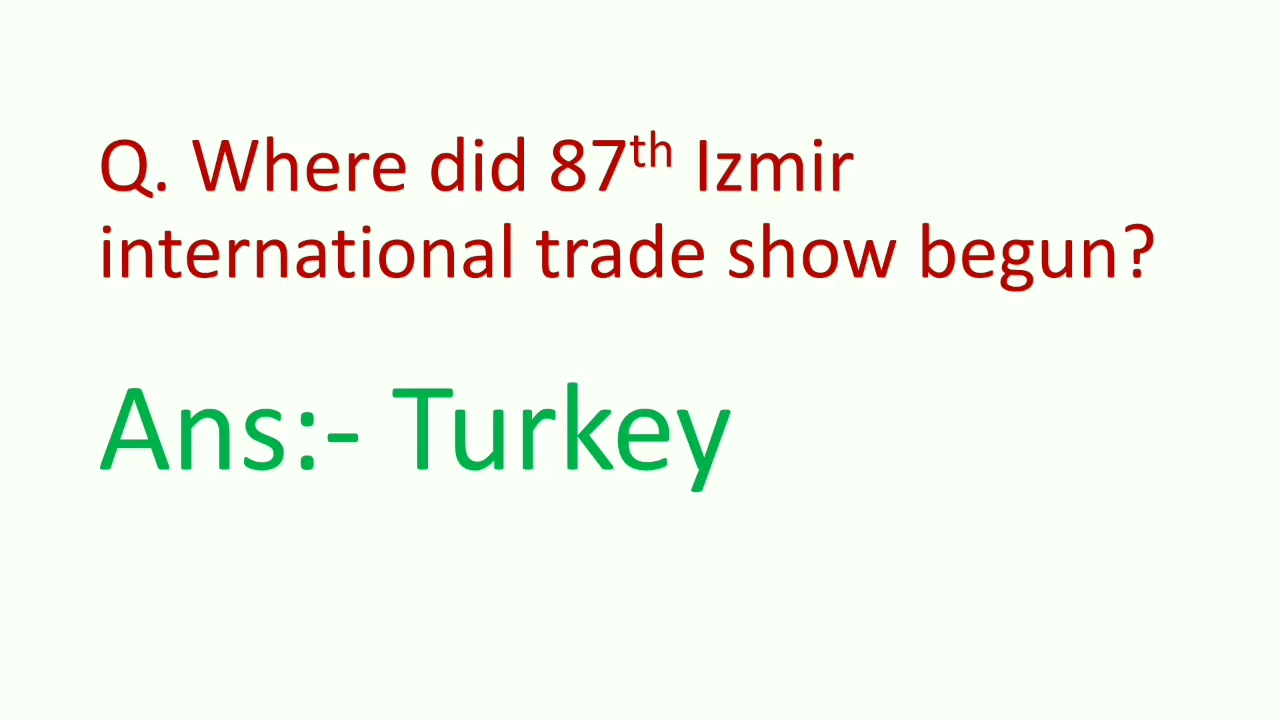 Q. Where did 87th Izmir
international trade show begun?
Ans:- Turkey